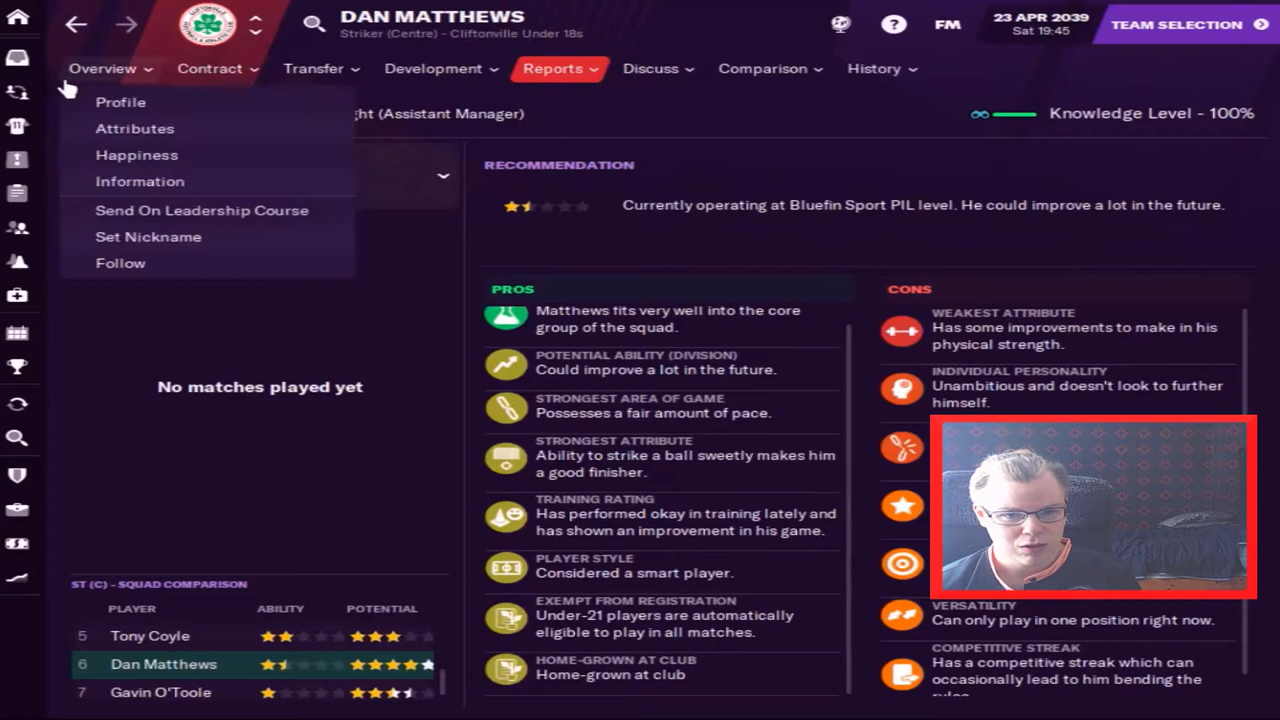 DAN MATTHEWS
Striker (Centre) - Cliftonville Under 18s
FM
23 APR 2039
Sat 19:45
TEAM SELECTION
Overview
Contract
Transfer
Development
Reports
Discuss
Comparison
History
Profile
Attributes
Happiness
Information
Send On Leadership Course
Set Nickname
Follow
ght (Assistant Manager)
Knowledge Level - 100%
RECOMMENDATION
Currently operating at Bluefin Sport PIL level. He could improve a lot in the future.
No matches played yet
PROS
Matthews fits very well into the core
group of the squad.
POTENTIAL ABILITY (DIVISION)
Could improve a lot in the future.
STRONGEST AREA OF GAME
Possesses a fair amount of pace.
STRONGEST ATTRIBUTE
Ability to strike a ball sweetly makes him
a good finisher.
TRAINING RATING
Has performed okay in training lately and
has shown an improvement in his game.
PLAYER STYLE
Considered a smart player.
EXEMPT FROM REGISTRATION
Under-21 players are automatically
eligible to play in all matches.
HOME-GROWN AT CLUB
Home-grown at club
CONS
WEAKEST ATTRIBUTE
Has some improvements to make in his
physical strength.
INDIVIDUAL PERSONALITY
Unambitious and doesn't look to further
himself.
VERSATILITY
Can only play in one position right now.
COMPETITIVE STREAK
Has a competitive streak which can
occasionally lead to him bending the
rules.
ST (C) - SQUAD COMPARISON
PLAYER ABILITY POTENTIAL
5 Tony Coyle
6 Dan Matthews
7 Gavin O'Toole